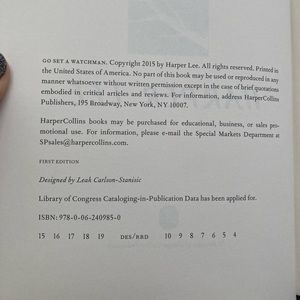 GO SET A WATCHMAN. Copyright 2015 by Harper Lee. All rights reserved. Printed in
the United States of America. No part of this book may be used or reproduced in any
manner whatsoever without written permission except in the case of brief quotations
embodied in critical articles and reviews. For information, address HarperCollins
Publishers, 195 Broadway, New York, NY 10007.
HarperCollins books may be purchased for educational, business, or sales pro-
motional use. For information, please e-mail the Special Markets Department at
SPsales@harpercollins.com.
FIRST EDITION
Designed by Leah Carlson-Stanisic
Library of Congress Cataloging-in-Publication Data has been applied for.
ISBN: 978-0-06-240985-0
15 16 17 18 19 DES/RRD 10 9 8 7 6 5 4